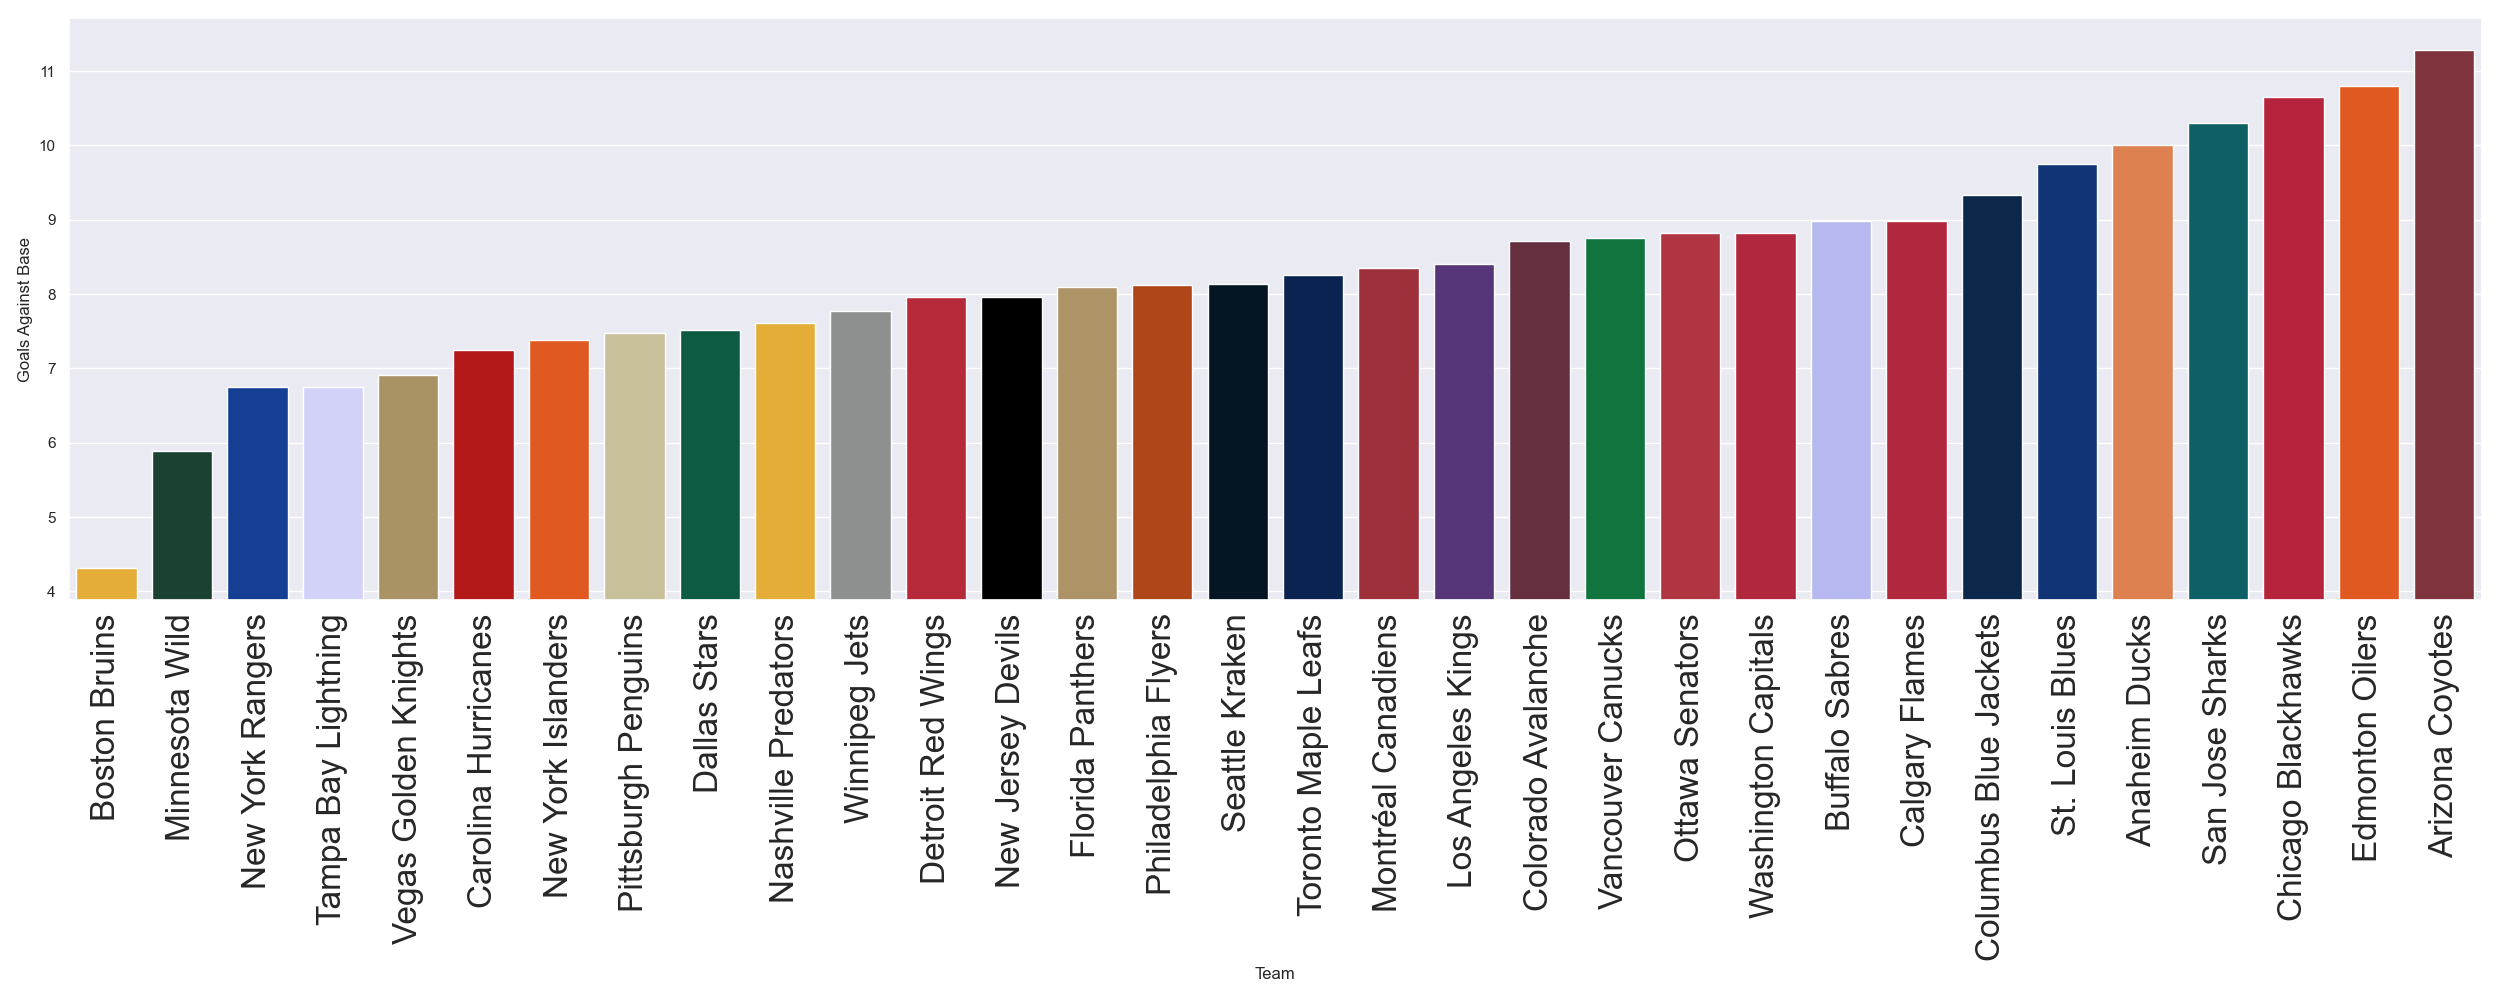 Goals Against Base
11
10
9
8
7
6
5
4
Boston Bruins
Minnesota Wild
New York Rangers
Tampa Bay Lightning
Vegas Golden Knights
Carolina Hurricanes
New York Islanders
Pittsburgh Penguins
Dallas Stars
Nashville Predators
Winnipeg Jets
Detroit Red Wings
New Jersey Devils
Florida Panthers
Philadelphia Flyers
Seattle Kraken
Toronto Maple Leafs
Montréal Canadiens
Los Angeles Kings
Colorado Avalanche
Vancouver Canucks
Ottawa Senators
Washington Capitals
Buffalo Sabres
Calgary Flames
Columbus Blue Jackets
St. Louis Blues
Anaheim Ducks
San Jose Sharks
Chicago Blackhawks
Edmonton Oilers
Arizona Coyotes
Team